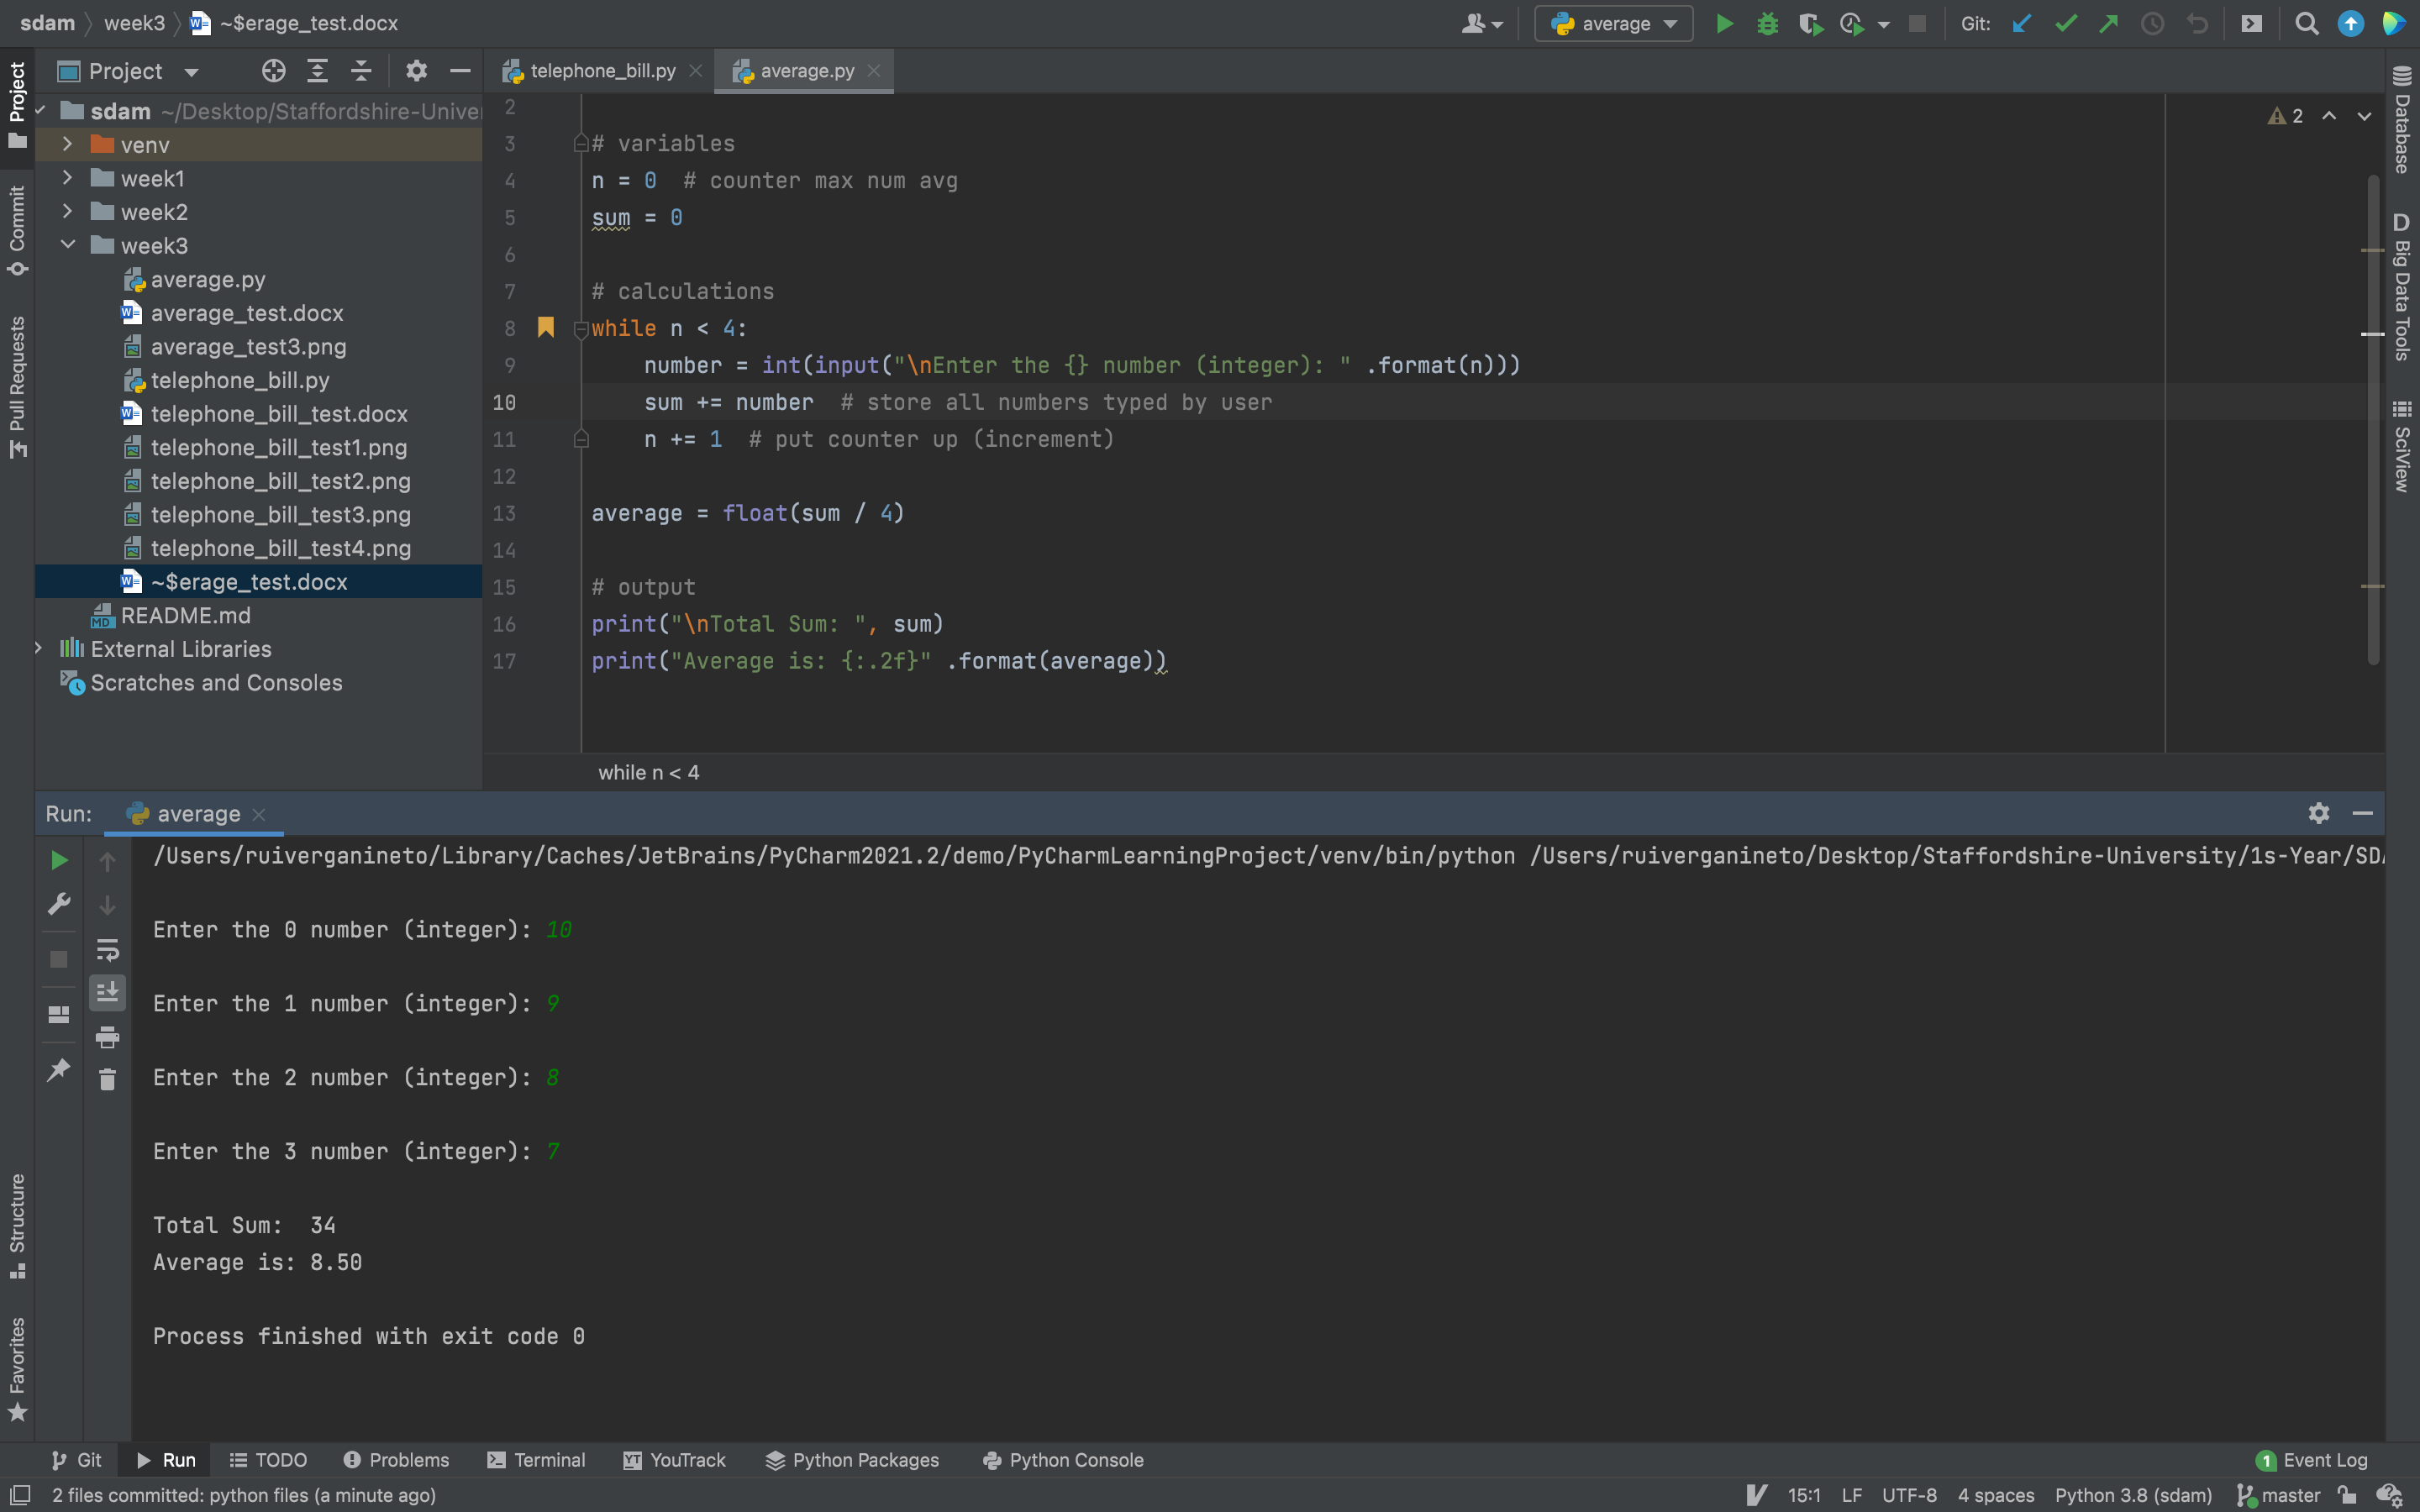 sdam week3 ~$erage_test.docx
average
Git:
Project
telephone_bill.py
average.py
sdam ~/Desktop/Staffordshire-Unive
venv
week1
week2
week3
average.py
average_test.docx
average_test3.png
telephone_bill.py
telephone_bill_test.docx
telephone_bill_test1.png
telephone_bill_test2.png
telephone_bill_test3.png
telephone_bill_test4.png
~$erage_test.docx
README.md
External Libraries
Scratches and Consoles
Project
Commit
Pull Requests
Structure
Favorites
2
3 # variables
4 n = 0 # counter max num avg
5 sum = 0
6
7 # calculations
8 while n < 4:
9 number = int(input("\nEnter the {} number (integer): " .format(n)))
10 sum += number # store all numbers typed by user
11 n += 1 # put counter up (increment)
12
13 average = float(sum / 4)
14
15 # output
16 print("\nTotal Sum: ", sum)
17 print("Average is: {:.2f}" .format(average))
2
while n < 4
Database
D Big Data Tools
SciView
Run: average
/Users/ruiverganineto/Library/Caches/JetBrains/PyCharm2021.2/demo/PyCharmLearningProject/venv/bin/python /Users/ruiverganineto/Desktop/Staffordshire-University/1s-Year/SDA
Enter the 0 number (integer): 10
Enter the 1 number (integer): 9
Enter the 2 number (integer): 8
Enter the 3 number (integer): 7
Total Sum:  34
Average is: 8.50
Process finished with exit code 0
Git Run TODO Problems Terminal YouTrack Python Packages Python Console 1 Event Log
2 files committed: python files (a minute ago) 15:1 LF UTF-8 4 spaces Python 3.8 (sdam) master